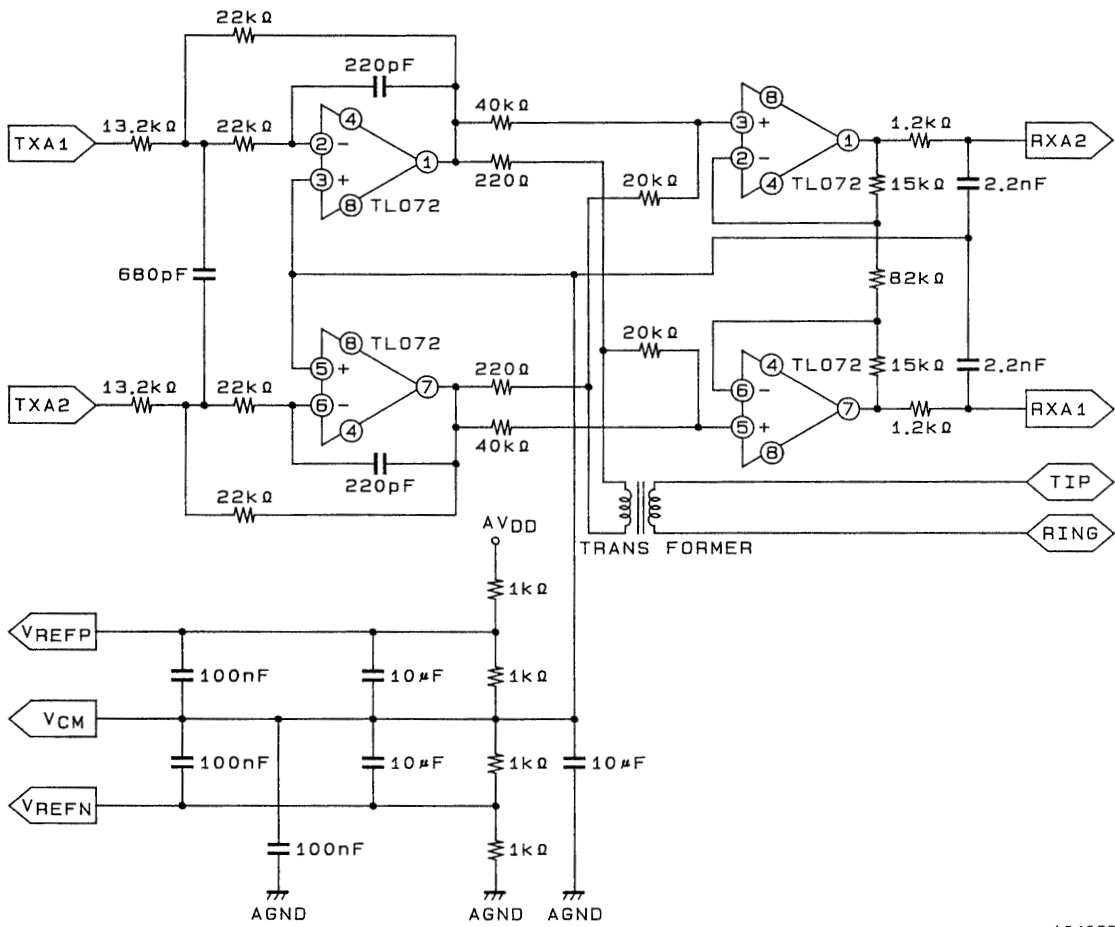 22kΩ
220pF
TXA1
13.2kΩ
22kΩ
2
-
4
3
+
8
TL072
1
40kΩ
220Ω
20kΩ
3
+
8
2
-
4
TL072
1
1.2kΩ
RXA2
15kΩ
2.2nF
680pF
82kΩ
TXA2
13.2kΩ
22kΩ
8
TL072
5
+
6
-
4
7
220Ω
40kΩ
20kΩ
4
TL072
6
-
5
+
8
7
15kΩ
2.2nF
1.2kΩ
RXA1
220pF
22kΩ
TRANS FORMER
TIP
RING
AVDD
1kΩ
VREFP
100nF
10μF
1kΩ
VCM
100nF
10μF
1kΩ
10μF
VREFN
100nF
1kΩ
AGND
AGND
AGND